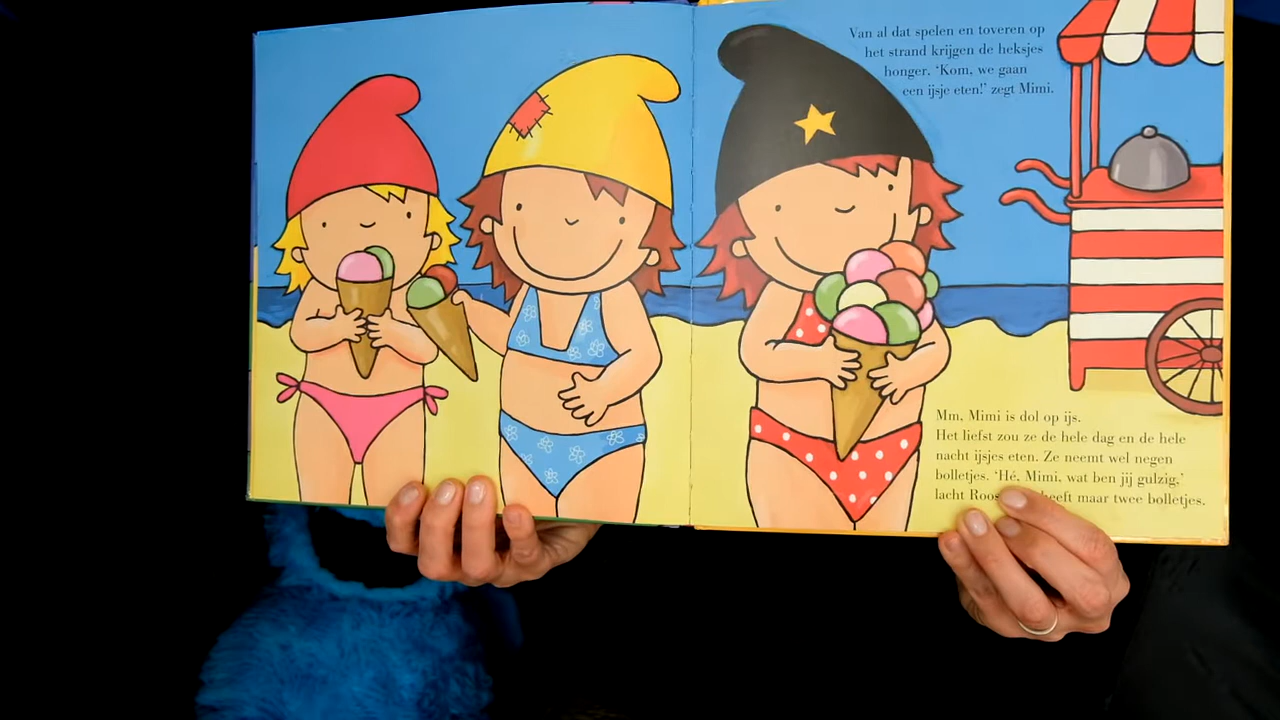 Van al dat spelen en toveren op
het strand krijgen de heksjes
honger. ‘Kom, we gaan
een ijsje eten!’ zegt Mimi.
Mm, Mimi is dol op ijs.
Het liefst zou ze de hele dag en de hele
nacht ijsjes eten. Ze neemt wel negen
bolletjes. ‘Hé, Mimi, wat ben jij gulzig,’
lacht maar twee bolletjes.